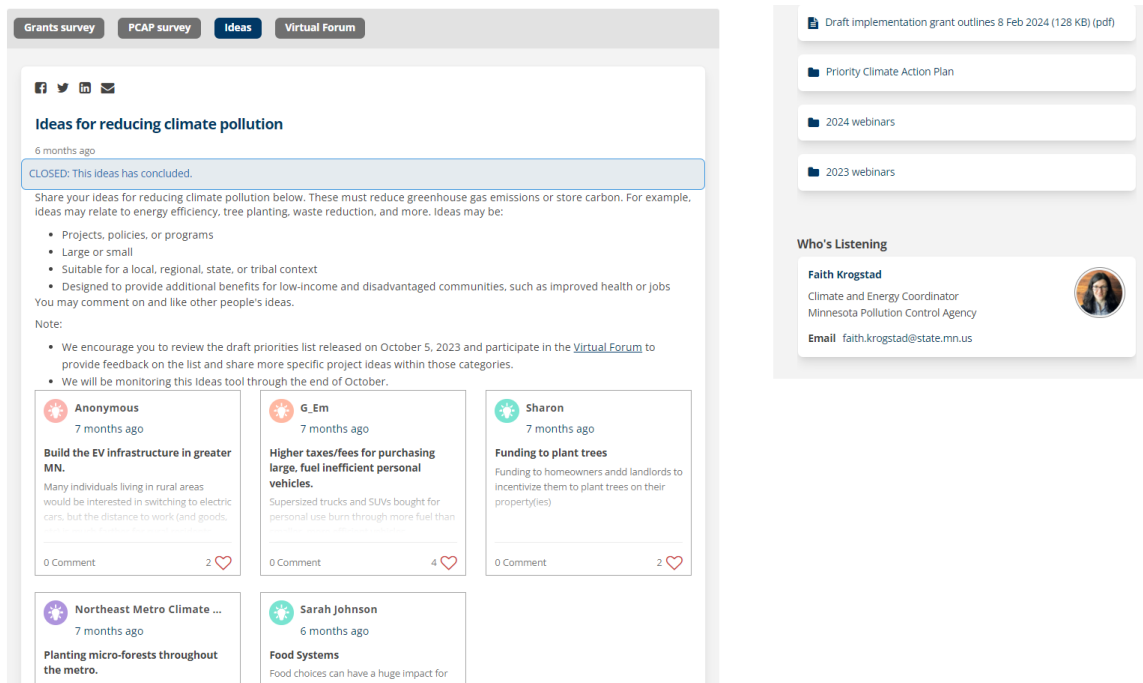 Grants survey
PCAP survey
Ideas
Virtual Forum
Ideas for reducing climate pollution
6 months ago
CLOSED: This ideas has concluded.
Share your ideas for reducing climate pollution below. These must reduce greenhouse gas emissions or store carbon. For example,
ideas may relate to energy efficiency, tree planting, waste reduction, and more. Ideas may be:
• Projects, policies, or programs
• Large or small
• Suitable for a local, regional, state, or tribal context
• Designed to provide additional benefits for low-income and disadvantaged communities, such as improved health or jobs
You may comment on and like other people's ideas.
Note:
• We encourage you to review the draft priorities list released on October 5, 2023 and participate in the Virtual Forum to
provide feedback on the list and share more specific project ideas within those categories.
• We will be monitoring this Ideas tool through the end of October.
Anonymous
7 months ago
Build the EV infrastructure in greater
MN.
Many individuals living in rural areas
would be interested in switching to electric
cars, but the distance to work (and goods,
0 Comment
2
G_Em
7 months ago
Higher taxes/fees for purchasing
large, fuel inefficient personal
vehicles.
Supersized trucks and SUVs bought for
personal use burn through more fuel than
0 Comment
4
Sharon
7 months ago
Funding to plant trees
Funding to homeowners andd landlords to
incentivize them to plant trees on their
property(ies)
0 Comment
2
Northeast Metro Climate ...
7 months ago
Planting micro-forests throughout
the metro.
Sarah Johnson
6 months ago
Food Systems
Food choices can have a huge impact for
Draft implementation grant outlines 8 Feb 2024 (128 KB) (pdf)
Priority Climate Action Plan
2024 webinars
2023 webinars
Who's Listening
Faith Krogstad
Climate and Energy Coordinator
Minnesota Pollution Control Agency
Email faith.krogstad@state.mn.us